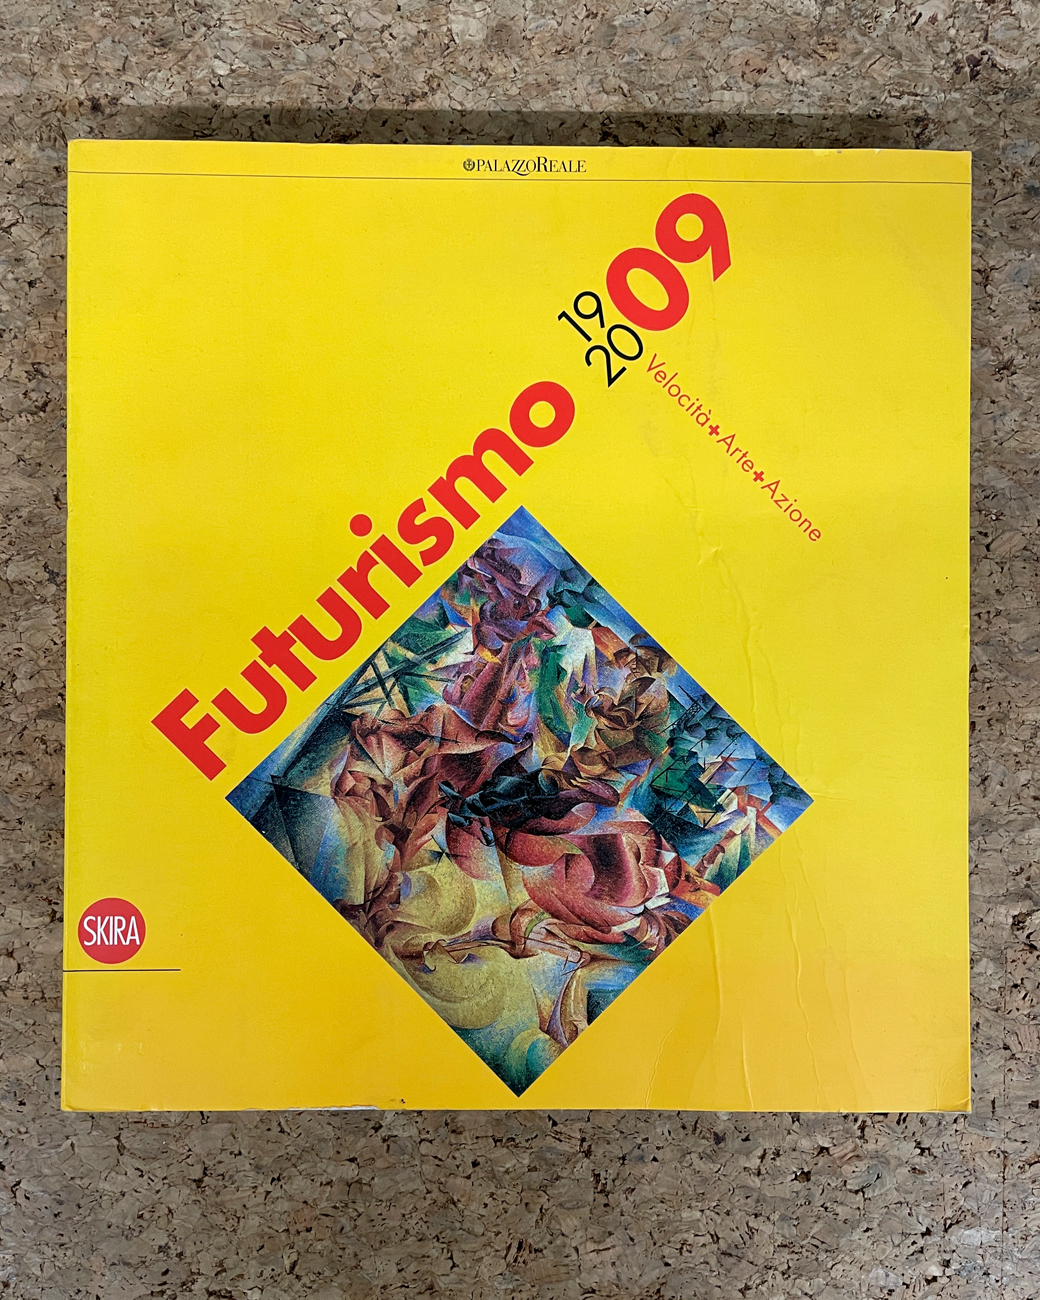 PALAZZOREALE
Futurismo
19
20
09
Velocità+Arte+Azione
SKIRA